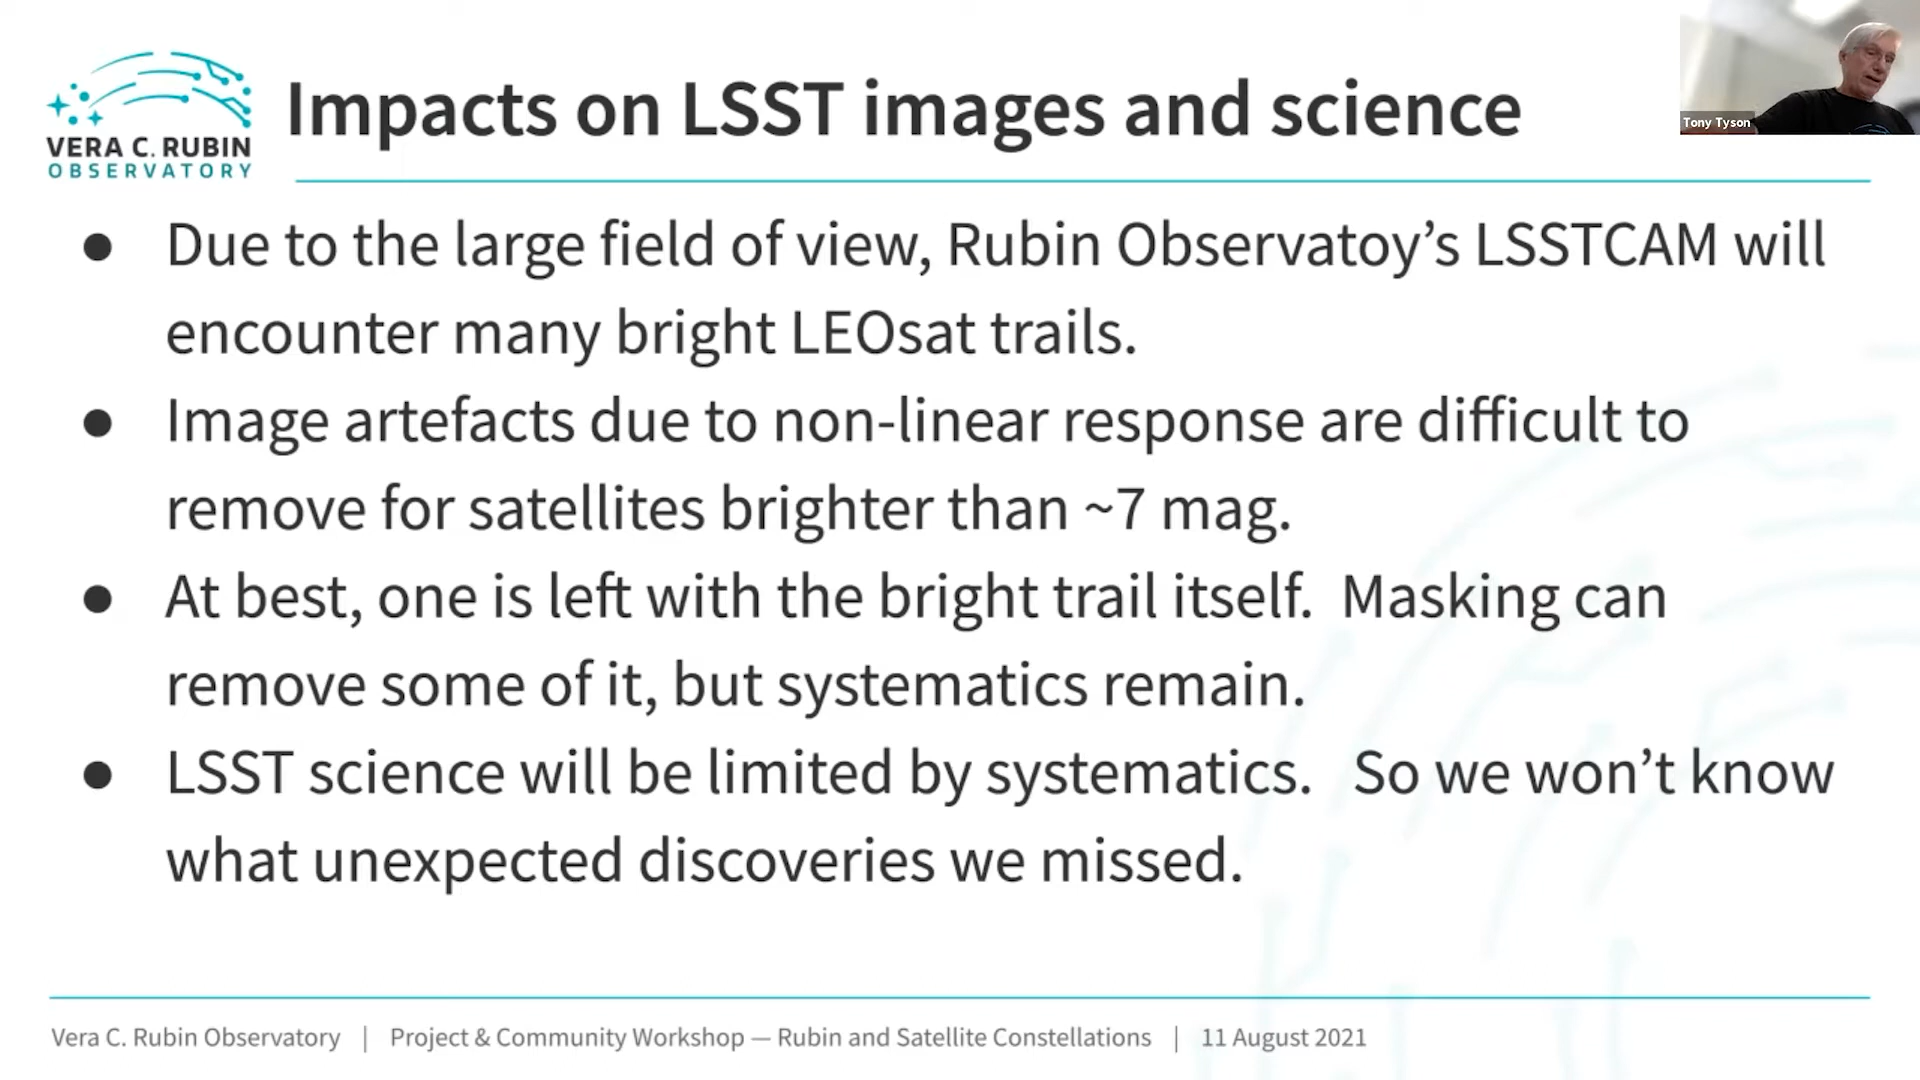 VERA C. RUBIN
OBSERVATORY
Impacts on LSST images and science
Tony Tyson
● Due to the large field of view, Rubin Observatoy’s LSSTCAM will
encounter many bright LEOsat trails.
● Image artefacts due to non-linear response are difficult to
remove for satellites brighter than ~7 mag.
● At best, one is left with the bright trail itself. Masking can
remove some of it, but systematics remain.
● LSST science will be limited by systematics. So we won’t know
what unexpected discoveries we missed.
Vera C. Rubin Observatory | Project & Community Workshop — Rubin and Satellite Constellations | 11 August 2021